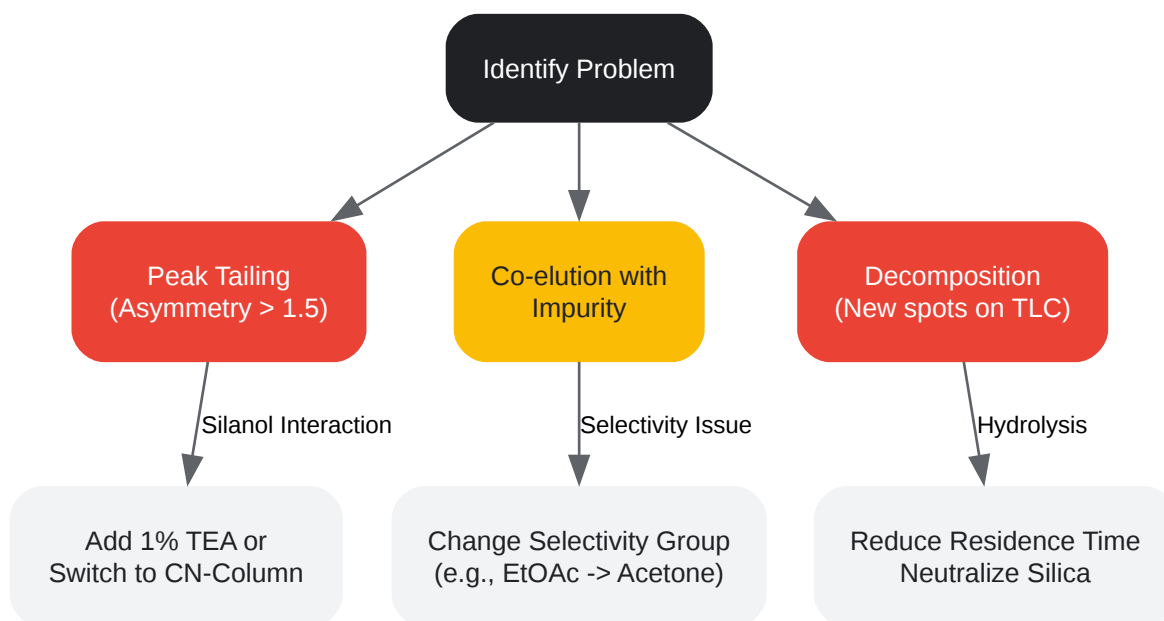 Identify Problem
Peak Tailing
(Asymmetry > 1.5)
Co-elution with
Impurity
Decomposition
(New spots on TLC)
Silanol Interaction
Selectivity Issue
Hydrolysis
Add 1% TEA or
Switch to CN-Column
Change Selectivity Group
(e.g., EtOAc -> Acetone)
Reduce Residence Time
Neutralize Silica